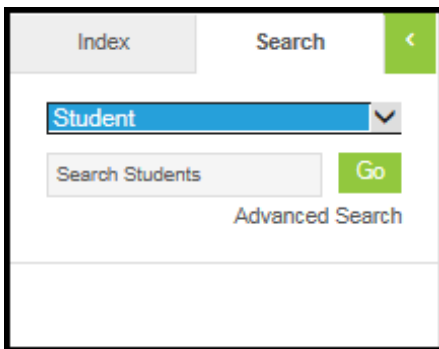 Index Search <
Student
Search Students Go
Advanced Search